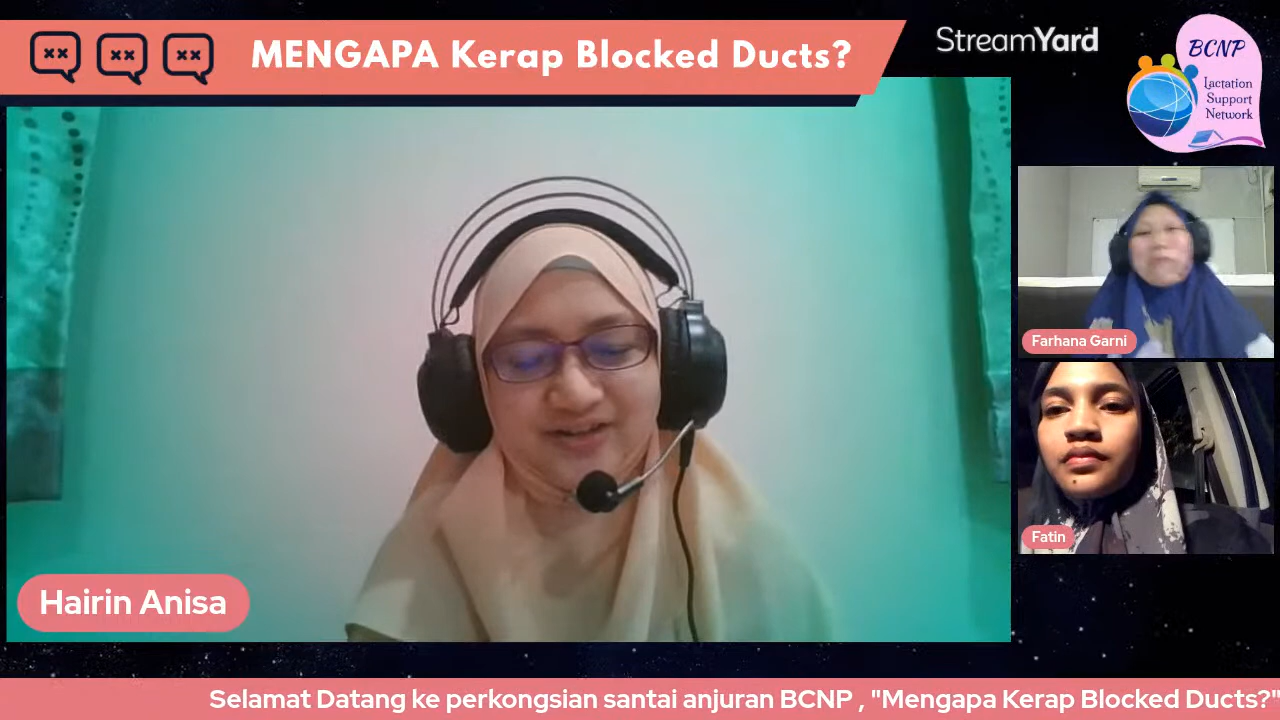 MENGAPA Kerap Blocked Ducts?
StreamYard
BCNP
Lactation
Support
Network
Farhana Garni
Fatin
Hairin Anisa
Selamat Datang ke perkongsian santai anjuran BCNP , "Mengapa Kerap Blocked Ducts?"